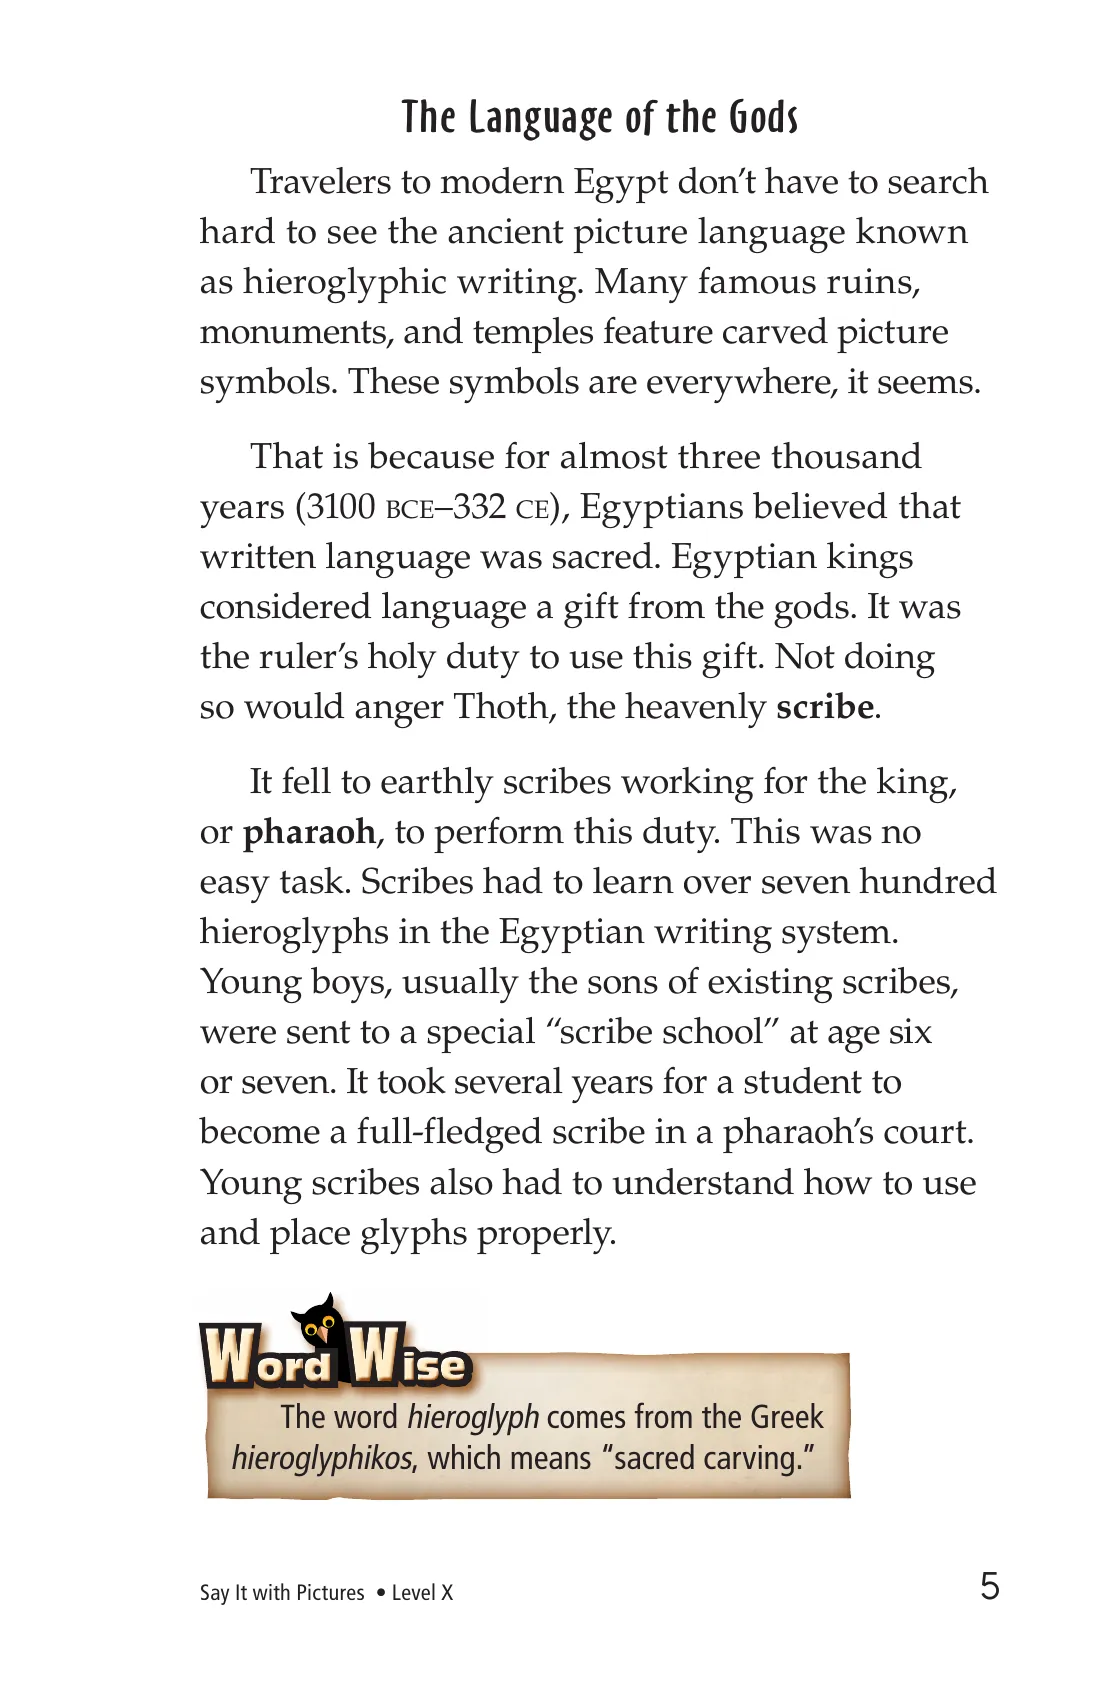 The Language of the Gods
Travelers to modern Egypt don’t have to search
hard to see the ancient picture language known
as hieroglyphic writing. Many famous ruins,
monuments, and temples feature carved picture
symbols. These symbols are everywhere, it seems.
That is because for almost three thousand
years (3100 BCE–332 CE), Egyptians believed that
written language was sacred. Egyptian kings
considered language a gift from the gods. It was
the ruler’s holy duty to use this gift. Not doing
so would anger Thoth, the heavenly scribe.
It fell to earthly scribes working for the king,
or pharaoh, to perform this duty. This was no
easy task. Scribes had to learn over seven hundred
hieroglyphs in the Egyptian writing system.
Young boys, usually the sons of existing scribes,
were sent to a special “scribe school” at age six
or seven. It took several years for a student to
become a full-fledged scribe in a pharaoh’s court.
Young scribes also had to understand how to use
and place glyphs properly.
Word Wise
The word hieroglyph comes from the Greek
hieroglyphikos, which means “sacred carving.”
Say It with Pictures • Level X
5